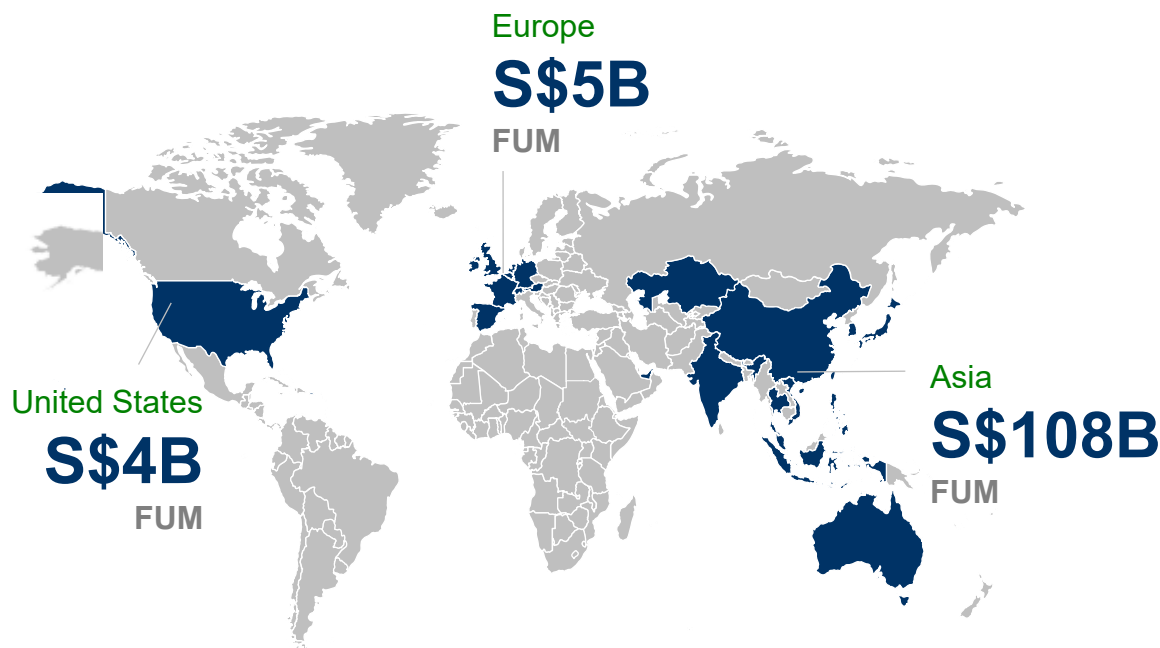 Europe
S$5B
FUM
United States
S$4B
FUM
Asia
S$108B
FUM